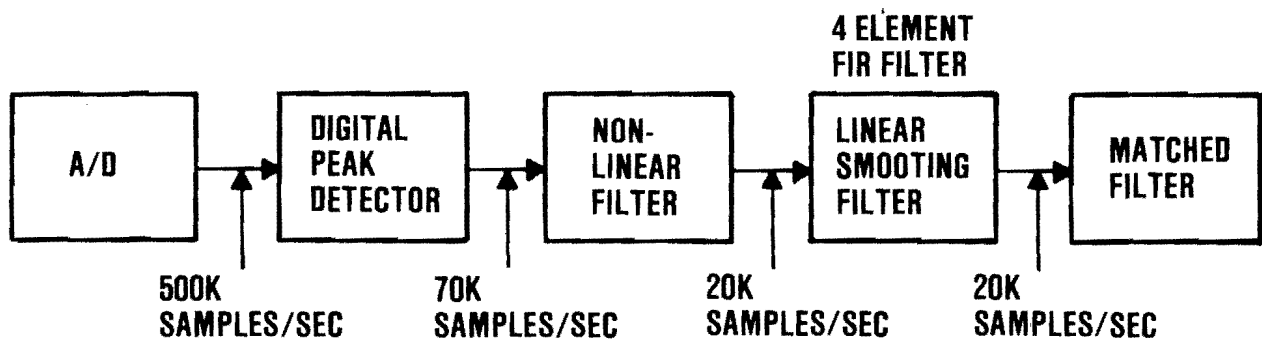 4 ELEMENT
FIR FILTER
A/D
DIGITAL
PEAK
DETECTOR
NON-
LINEAR
FILTER
LINEAR
SMOOTING
FILTER
MATCHED
FILTER
500K
SAMPLES/SEC
70K
SAMPLES/SEC
20K
SAMPLES/SEC
20K
SAMPLES/SEC